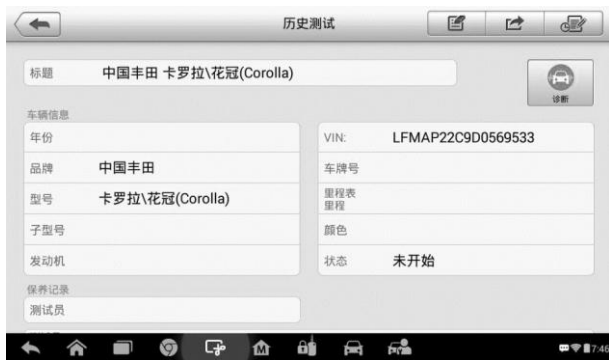 历史测试
标题 中国丰田 卡罗拉\花冠(Corolla)
诊断
车辆信息
年份
品牌 中国丰田
型号 卡罗拉\花冠(Corolla)
子型号
发动机
VIN: LFMAP22C9D0569533
车牌号
里程表
里程
颜色
状态 未开始
保养记录
测试员
7:46